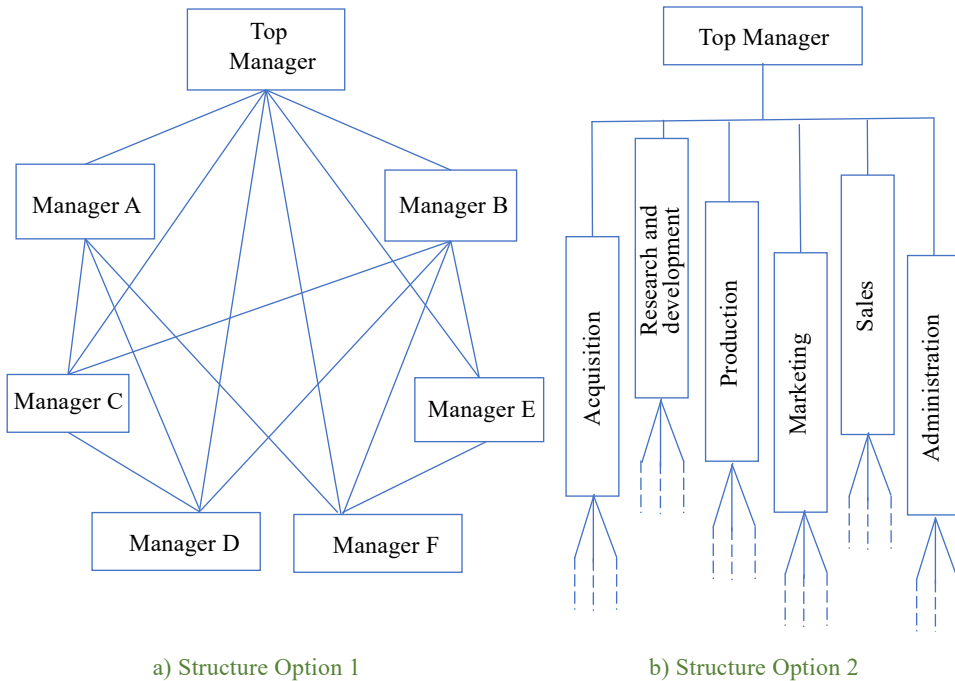 Top
Manager
Manager A
Manager B
Manager C
Manager E
Manager D
Manager F
a) Structure Option 1
Top Manager
Acquisition
Research and
development
Production
Marketing
Sales
Administration
b) Structure Option 2